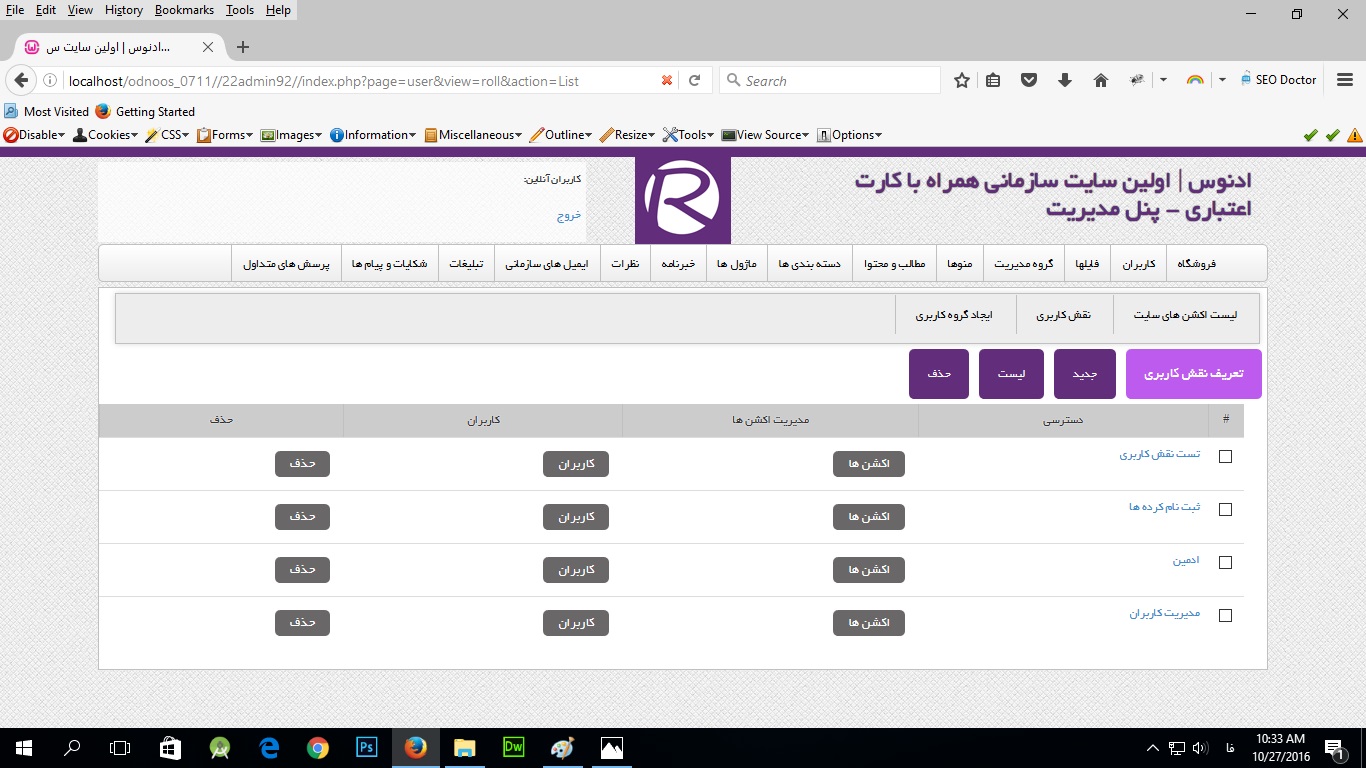 File Edit View History Bookmarks Tools Help
ادنوس | اولین سایت س...
localhost/odnoos_0711//22admin92//index.php?page=user&view=roll&action=List
Search
SEO Doctor
Most Visited Getting Started
Disable Cookies CSS Forms Images Information Miscellaneous Outline Resize Tools View Source Options
ادنوس | اولین سایت سازمانی همراه با کارت
اعتباری - پنل مدیریت
R
کاربران آنلاین:
خروج
فروشگاه کاربران فایلها گروه مدیریت منوها مطالب و محتوا دسته بندی ها ماژول ها خبرنامه نظرات ایمیل های سازمانی تبلیغات شکایات و پیام ها پرسش های متداول
لیست اکشن های سایت نقش کاربری ایجاد گروه کاربری
تعریف نقش کاربری جدید لیست حذف
# دسترسی مدیریت اکشن ها کاربران حذف
تست نقش کاربری اکشن ها کاربران حذف
ثبت نام کرده ها اکشن ها کاربران حذف
ادمین اکشن ها کاربران حذف
مدیریت کاربران اکشن ها کاربران حذف
Ps Dw
فا
10:33 AM
10/27/2016
1